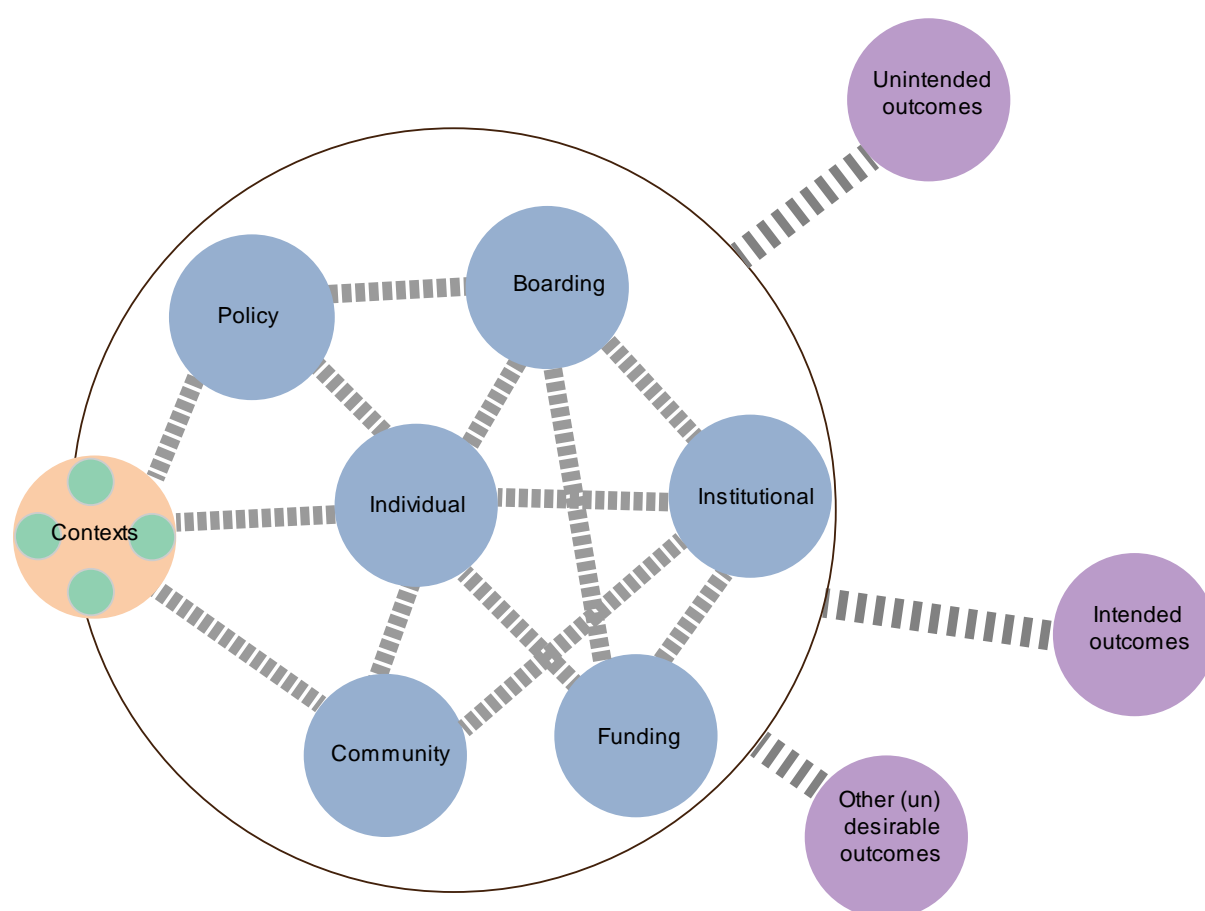 Unintended
outcomes
Boarding
Policy
Individual
Institutional
Contexts
Intended
outcomes
Community
Funding
Other (un)
desirable
outcomes